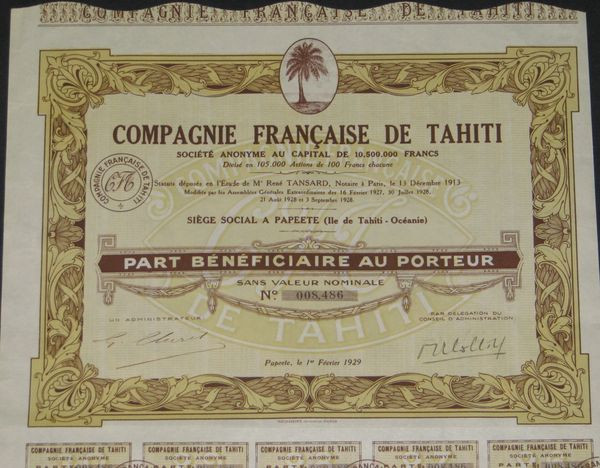 COMPAGNIE FRANÇAISE DE TAHITI
COMPAGNIE FRANÇAISE DE TAHITI
SOCIÉTÉ ANONYME AU CAPITAL DE 10.500.000 FRANCS
Divisé en 105.000 Actions de 100 Francs chacune
COMPAGNIE FRANÇAISE DE TAHITI
Statuts déposés en l'Etude de Me René TANSARD, Notaire à Paris, le 13 Décembre 1913
Modifiés par les Assemblées Générales Extraordinaires des 16 Février 1927, 30 Juillet 1928,
21 Août 1928 et 3 Septembre 1928.
SIÈGE SOCIAL A PAPEETE (Ile de Tahiti - Océanie)
PART BÉNÉFICIAIRE AU PORTEUR
SANS VALEUR NOMINALE
No. 008,486
DE TAHITI
UN ADMINISTRATEUR
PAR DÉLÉGATION DU
CONSEIL D'ADMINISTRATION
Papeete, le 1er Février 1929
COMPAGNIE FRANÇAISE DE TAHITI COMPAGNIE FRANÇAISE DE TAHITI COMPAGNIE FRANÇAISE DE TAHITI COMPAGNIE FRANÇAISE DE TAHITI COMPAGNIE FRANÇAISE DE TAHITI
SOCIÉTÉ ANONYME SOCIÉTÉ ANONYME SOCIÉTÉ ANONYME SOCIÉTÉ ANONYME SOCIÉTÉ ANONYME